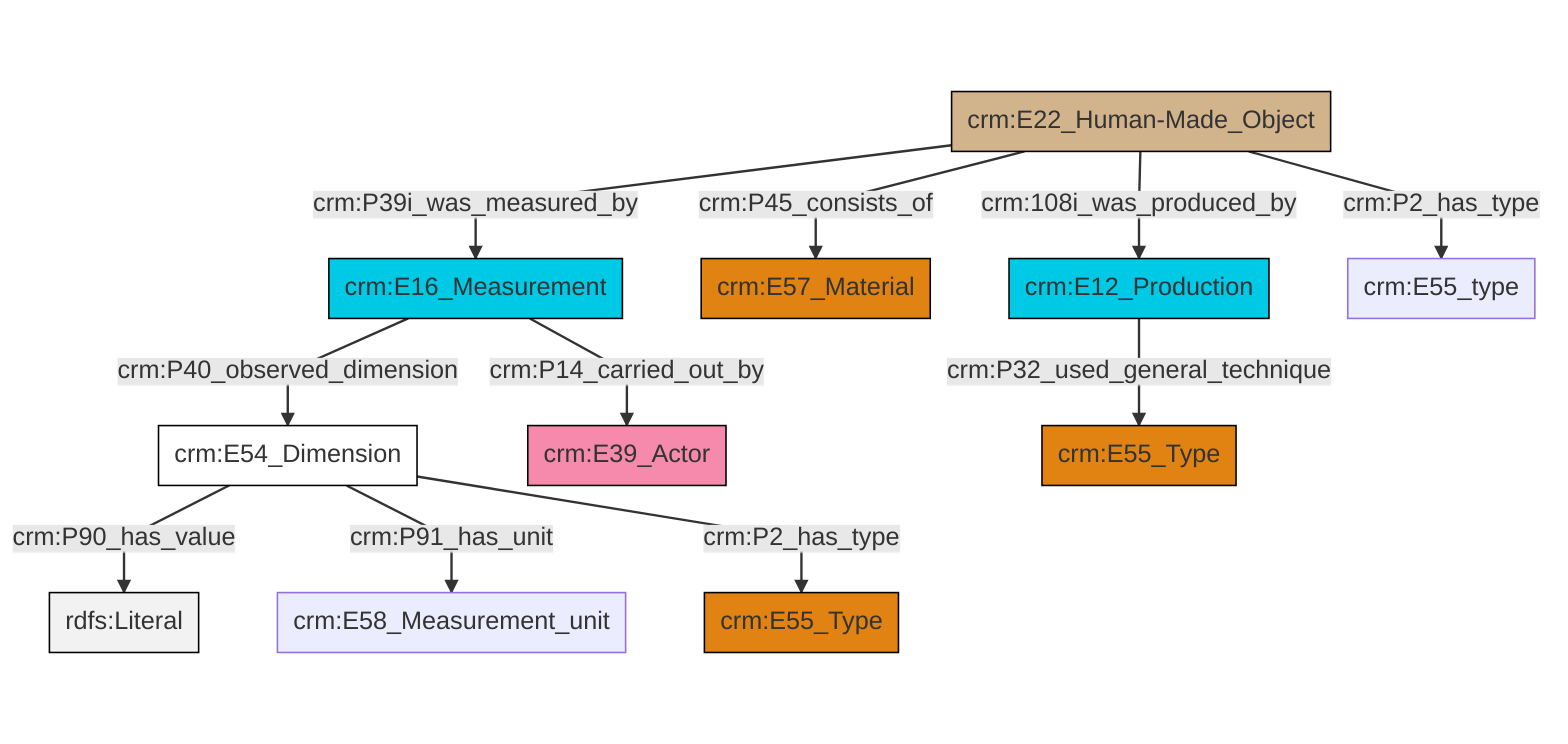 crm:E22_Human-Made_Object
crm:P39i_was_measured_by
crm:P45_consists_of
crm:108i_was_produced_by
crm:P2_has_type
crm:E16_Measurement
crm:E57_Material
crm:E12_Production
crm:E55_type
crm:P40_observed_dimension
crm:P14_carried_out_by
crm:P32_used_general_technique
crm:E54_Dimension
crm:E39_Actor
crm:E55_Type
crm:P90_has_value
crm:P91_has_unit
crm:P2_has_type
rdfs:Literal
crm:E58_Measurement_unit
crm:E55_Type